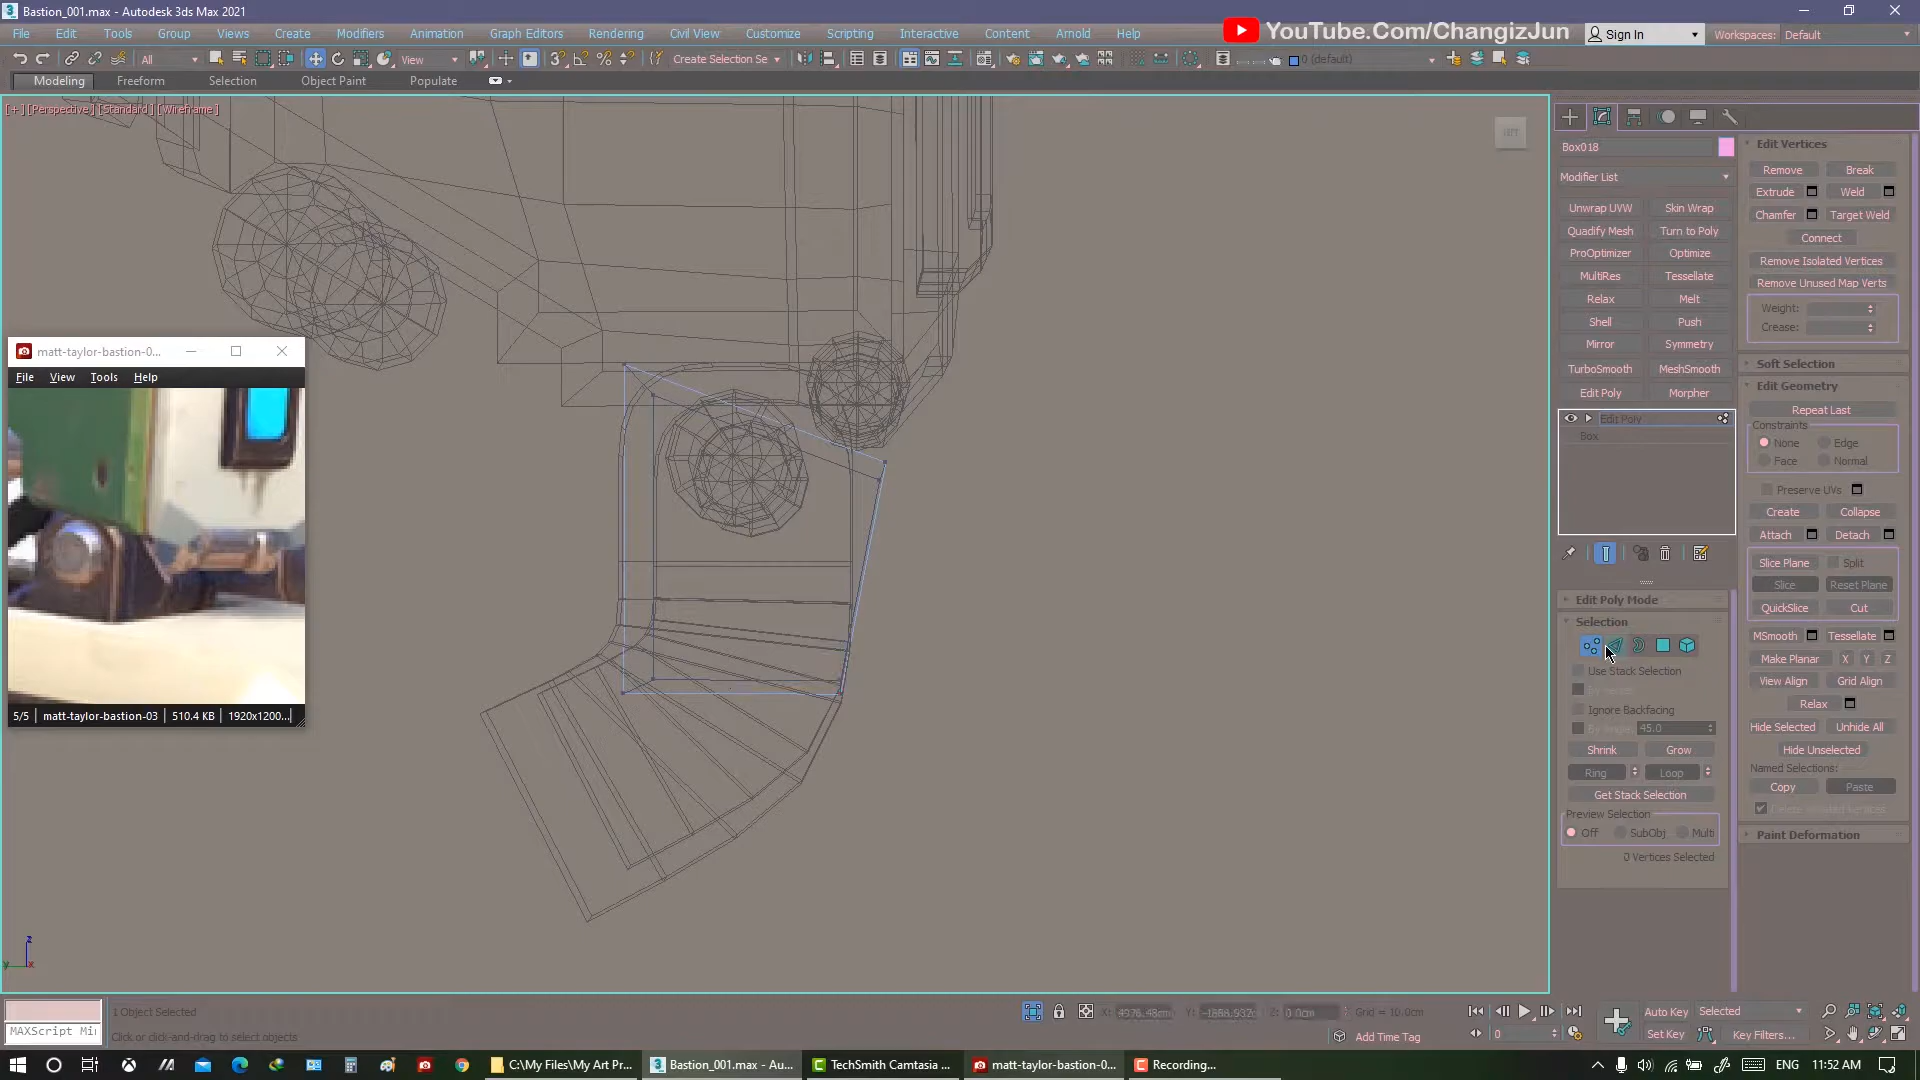 Bastion_001.max - Autodesk 3ds Max 2021
File Edit Tools Group Views Create Modifiers Animation Graph Editors Rendering Civil View Customize Scripting Interactive Content Arnold Help
YouTube.Com/ChangizJun
Sign In
Workspaces: Default
All
View
Create Selection Se
0 (default)
Modeling Freeform Selection Object Paint Populate
[+] [Perspective] [Standard] [Wireframe]
LEFT
Box018
Modifier List
Unwrap UVW Skin Wrap
Quadify Mesh Turn to Poly
ProOptimizer Optimize
MultiRes Tessellate
Relax Melt
Shell Push
Mirror Symmetry
TurboSmooth MeshSmooth
Edit Poly Morpher
Edit Poly
Box
Edit Poly Mode
Selection
Use Stack Selection
By Vertex
Ignore Backfacing
By Angle: 45.0
Shrink Grow
Ring Loop
Get Stack Selection
Preview Selection
Off SubObj Multi
0 Vertices Selected
Edit Vertices
Remove Break
Extrude Weld
Chamfer Target Weld
Connect
Remove Isolated Vertices
Remove Unused Map Verts
Weight:
Crease:
Soft Selection
Edit Geometry
Repeat Last
Constraints
None Edge
Face Normal
Preserve UVs
Create Collapse
Attach Detach
Slice Plane Split
Slice Reset Plane
QuickSlice Cut
MSmooth Tessellate
Make Planar X Y Z
View Align Grid Align
Relax
Hide Selected Unhide All
Hide Unselected
Named Selections:
Copy Paste
Paint Deformation
matt-taylor-bastion-0...
File View Tools Help
5/5 matt-taylor-bastion-03 510.4 KB 1920x1200...
z
y x
1 Object Selected
Click or click-and-drag to select objects
MAXScript Mi
X: Y: Z: 0.0cm Grid = 10.0cm
Add Time Tag
0
Auto Key Selected
Set Key Key Filters...
C:\My Files\My Art Pr...
Bastion_001.max - Au...
TechSmith Camtasia ...
matt-taylor-bastion-0...
Recording...
ENG 11:52 AM